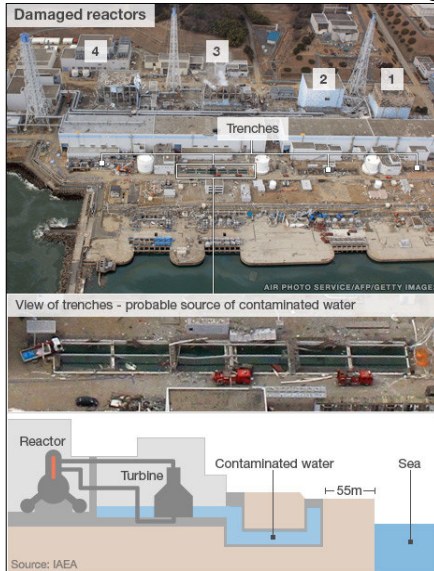 Damaged reactors
4
3
2
1
Trenches
AIR PHOTO SERVICE/AFP/GETTY IMAGE
View of trenches - probable source of contaminated water
Reactor
Turbine
Contaminated water
55m
Sea
Source: IAEA